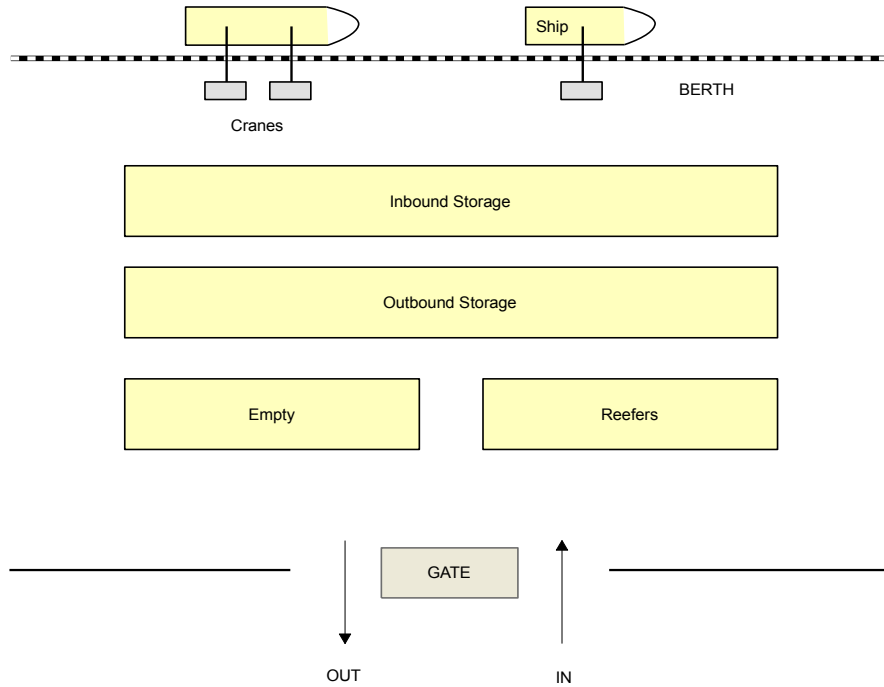 Ship
BERTH
Cranes
Inbound Storage
Outbound Storage
Empty
Reefers
GATE
OUT
IN